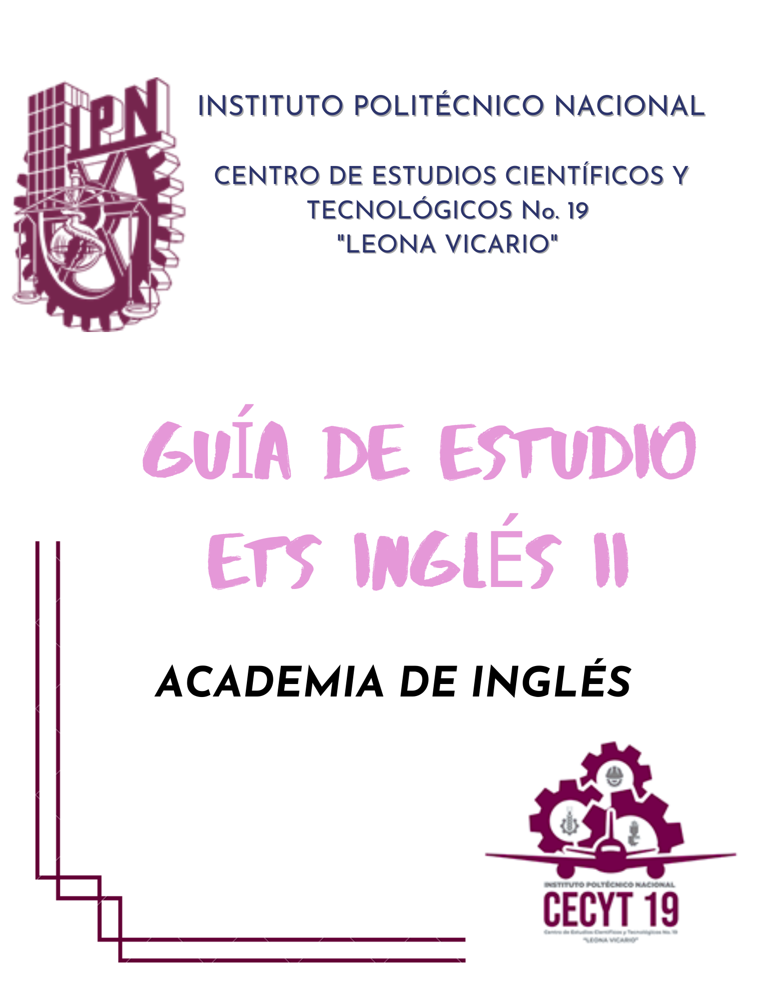 IPN
INSTITUTO POLITÉCNICO NACIONAL
CENTRO DE ESTUDIOS CIENTÍFICOS Y
TECNOLÓGICOS No. 19
"LEONA VICARIO"
GUÍA DE ESTUDIO
ETS INGLÉS II
ACADEMIA DE INGLÉS
INSTITUTO POLTÉCNICO NACIONAL
CECYT 19
Centro de Estudios Científicos y Tecnológicos No. 19
"LEONA VICARIO"